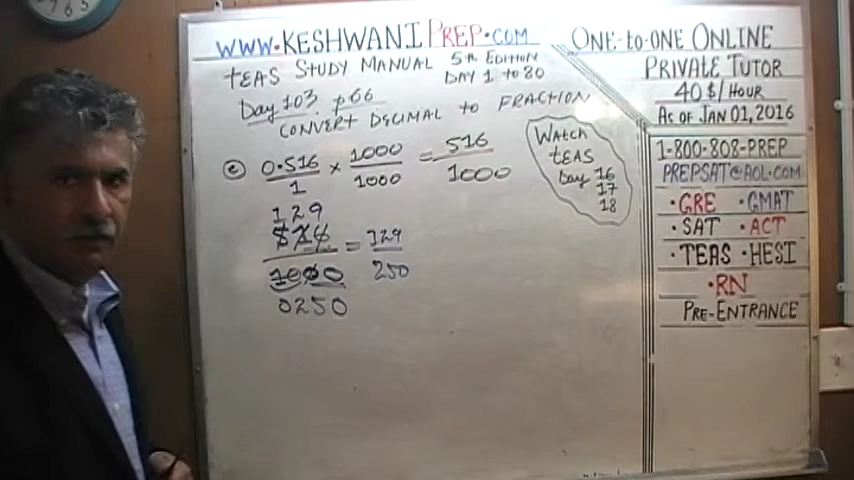 WWW.KESHWANIPREP.COM
TEAS STUDY MANUAL 5th EDITION
DAY 1 TO 80
Day 103 p66
CONVERT DECIMAL to FRACTION
c 0.516/1 × 1000/1000 = 516/1000
129
516/1000 = 129/250
0250
Watch
TEAS
Day 16
17
18
ONE-to-ONE ONLINE
PRIVATE TUTOR
40 $/HOUR
As of JAN 01, 2016
1-800-808-PREP
PREPSAT@AOL.COM
•GRE •GMAT
•SAT •ACT
•TEAS •HESI
•RN
PRE-ENTRANCE